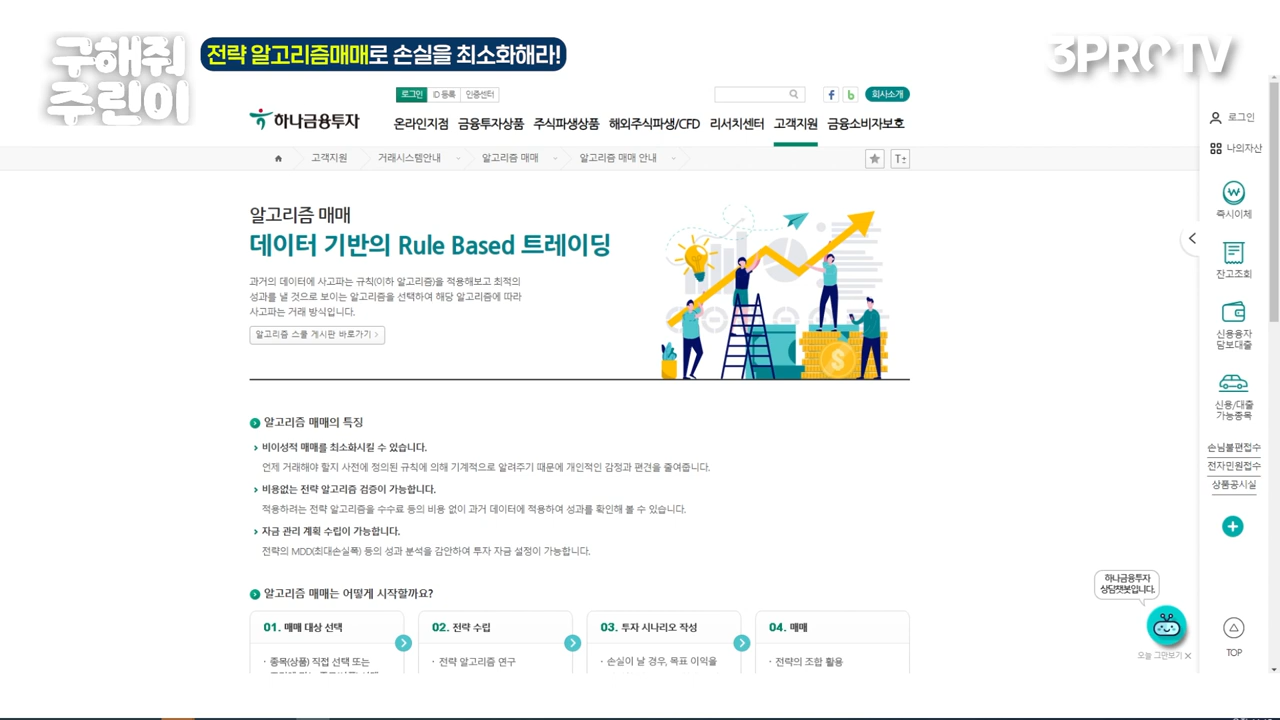 구해줘
주린이
전략 알고리즘매매로 손실을 최소화해라!
3PROTV
로그인 ID등록 인증센터
회사소개
하나금융투자
온라인지점 금융투자상품 주식파생상품 해외주식파생/CFD 리서치센터 고객지원 금융소비자보호
고객지원 거래시스템안내 알고리즘 매매 알고리즘 매매 안내
알고리즘 매매
데이터 기반의 Rule Based 트레이딩
과거의 데이터에 사고파는 규칙(이하 알고리즘)을 적용해보고 최적의
성과를 낼 것으로 보이는 알고리즘을 선택하여 해당 알고리즘에 따라
사고파는 거래 방식입니다.
알고리즘 스쿨 게시판 바로가기 >
알고리즘 매매의 특징
비이성적 매매를 최소화시킬 수 있습니다.
언제 거래해야 할지 사전에 정의된 규칙에 의해 기계적으로 알려주기 때문에 개인적인 감정과 편견을 줄여줍니다.
비용없는 전략 알고리즘 검증이 가능합니다.
적용하려는 전략 알고리즘을 수수료 등의 비용 없이 과거 데이터에 적용하여 성과를 확인해 볼 수 있습니다.
자금 관리 계획 수립이 가능합니다.
전략의 MDD(최대손실폭) 등의 성과 분석을 감안하여 투자 자금 설정이 가능합니다.
알고리즘 매매는 어떻게 시작할까요?
01. 매매 대상 선택
· 종목(상품) 직접 선택 또는
02. 전략 수립
· 전략 알고리즘 연구
03. 투자 시나리오 작성
· 손실이 날 경우, 목표 이익을
04. 매매
· 전략의 조합 활용
로그인
나의자산
즉시이체
잔고조회
신용융자
담보대출
신용/대출
가능종목
손님불편접수
전자민원접수
상품공시실
하나금융투자
상담챗봇입니다.
오늘 그만보기 ✕
TOP